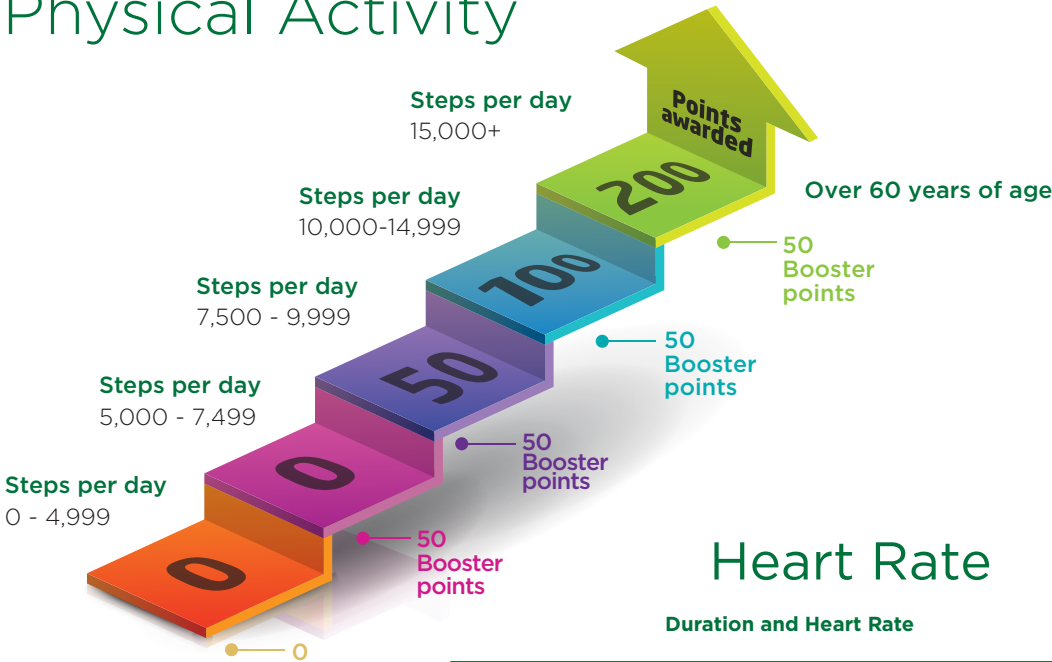 Physical Activity
Steps per day
15,000+
Points
awarded
200
Over 60 years of age
50
Booster
points
Steps per day
10,000-14,999
100
50
Booster
points
Steps per day
7,500 - 9,999
50
50
Booster
points
Steps per day
5,000 - 7,499
0
50
Booster
points
Steps per day
0 - 4,999
0
0
Heart Rate
Duration and Heart Rate